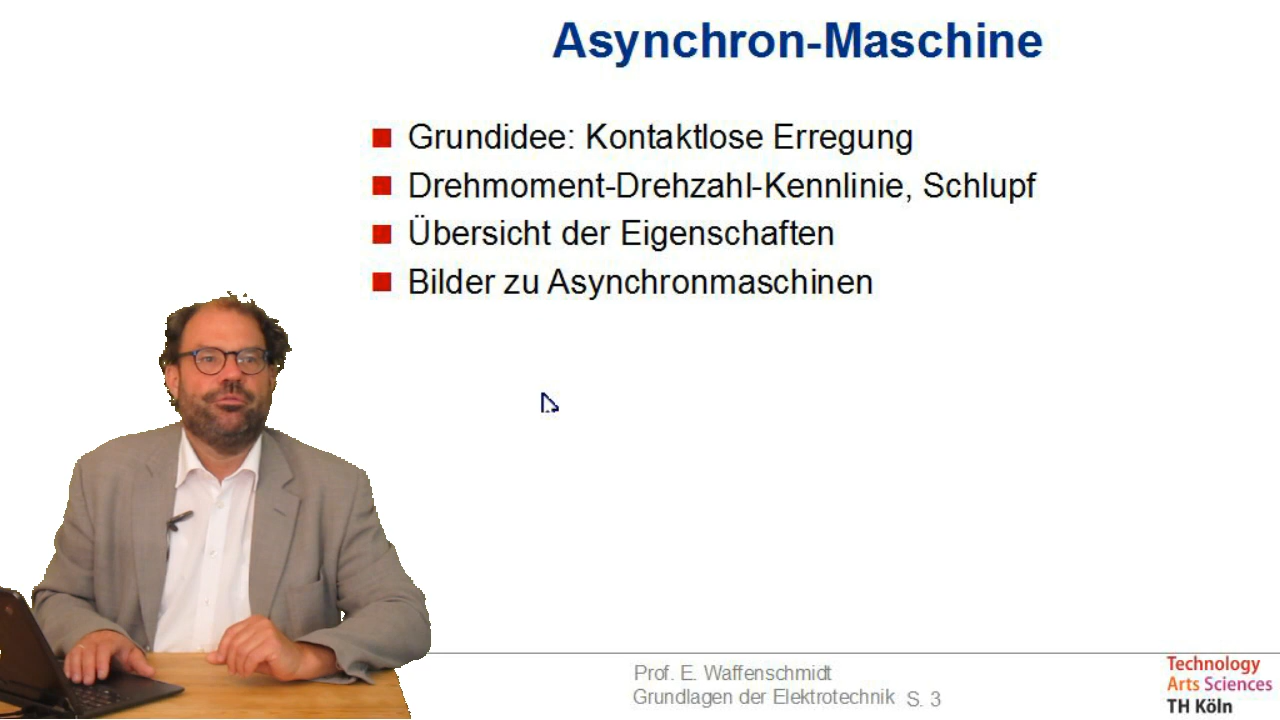 Asynchron-Maschine
Grundidee: Kontaktlose Erregung
Drehmoment-Drehzahl-Kennlinie, Schlupf
Übersicht der Eigenschaften
Bilder zu Asynchronmaschinen
Prof. E. Waffenschmidt
Grundlagen der Elektrotechnik S. 3
Technology
Arts Sciences
TH Köln